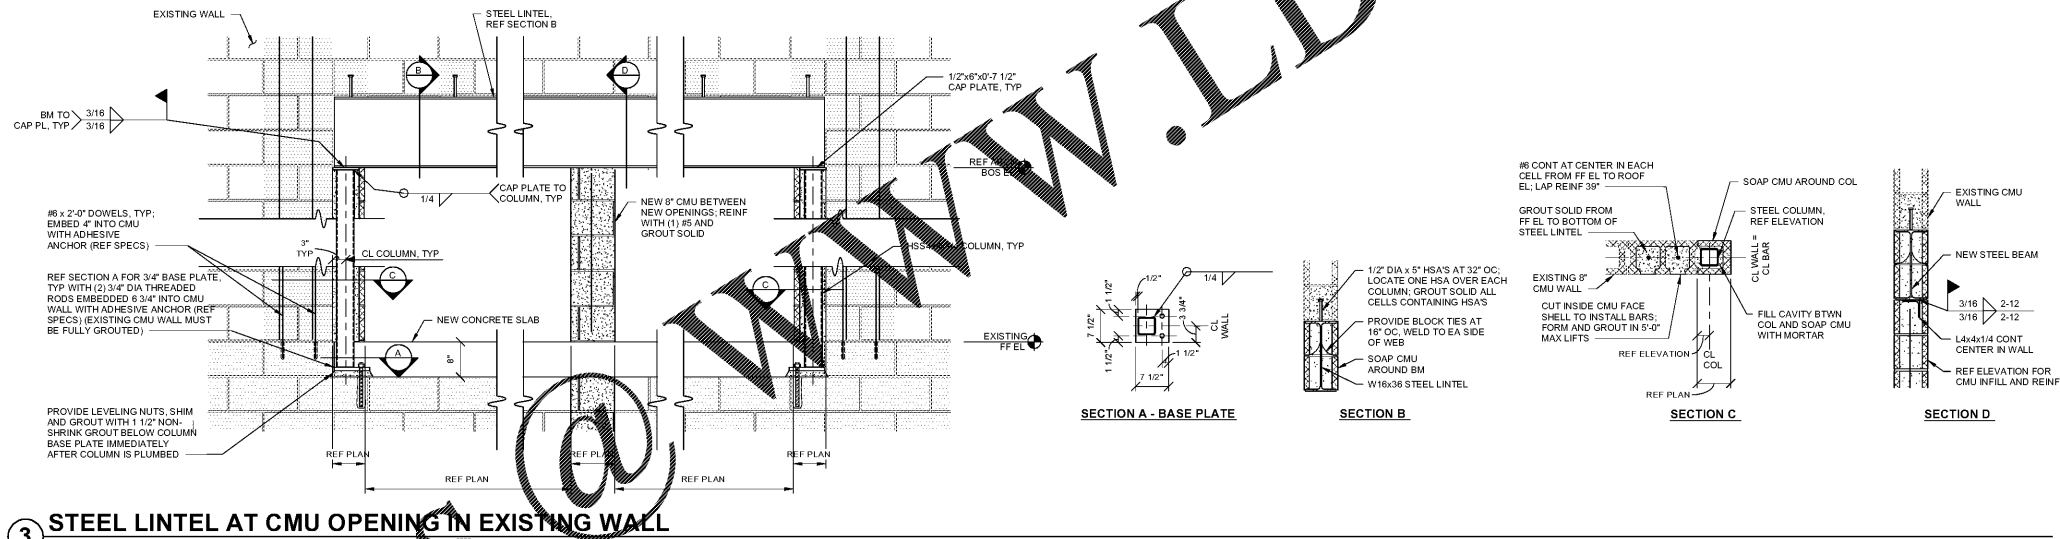 EXISTING WALL
STEEL LINTEL,
REF SECTION B
B
D
1/2"x6"x0'-7 1/2"
CAP PLATE, TYP
BM TO
CAP PL, TYP
3/16
3/16
REF
BOS EL
1/4
CAP PLATE TO
COLUMN, TYP
NEW 8" CMU BETWEEN
NEW OPENINGS; REINF
WITH (1) #5 AND
GROUT SOLID
#6 x 2'-0" DOWELS, TYP;
EMBED 4" INTO CMU
WITH ADHESIVE
ANCHOR (REF SPECS)
3"
TYP
CL COLUMN, TYP
COLUMN, TYP
C
C
REF SECTION A FOR 3/4" BASE PLATE,
TYP WITH (2) 3/4" DIA THREADED
RODS EMBEDDED 6 3/4" INTO CMU
WALL WITH ADHESIVE ANCHOR (REF
SPECS) (EXISTING CMU WALL MUST
BE FULLY GROUTED)
NEW CONCRETE SLAB
EXISTING
FF EL
A
8"
PROVIDE LEVELING NUTS, SHIM
AND GROUT WITH 1 1/2" NON-
SHRINK GROUT BELOW COLUMN
BASE PLATE IMMEDIATELY
AFTER COLUMN IS PLUMBED
REF PLAN
REF PLAN
REF PLAN
REF PLAN
REF PLAN
3
STEEL LINTEL AT CMU OPENING IN EXISTING WALL
1/2"
1/4
1 1/2"
7 1/2"
1 1/2"
3 3/4"
CL
WALL
1 1/2"
7 1/2"
SECTION A - BASE PLATE
1/2" DIA x 5" HSA'S AT 32" OC;
LOCATE ONE HSA OVER EACH
COLUMN; GROUT SOLID ALL
CELLS CONTAINING HSA'S
PROVIDE BLOCK TIES AT
16" OC, WELD TO EA SIDE
OF WEB
SOAP CMU
AROUND BM
W16x36 STEEL LINTEL
SECTION B
#6 CONT AT CENTER IN EACH
CELL FROM FF EL TO ROOF
EL; LAP REINF 39"
GROUT SOLID FROM
FF EL TO BOTTOM OF
STEEL LINTEL
EXISTING 8"
CMU WALL
CUT INSIDE CMU FACE
SHELL TO INSTALL BARS;
FORM AND GROUT IN 5'-0"
MAX LIFTS
SOAP CMU AROUND COL
STEEL COLUMN,
REF ELEVATION
CL WALL =
CL BAR
FILL CAVITY BTWN
COL AND SOAP CMU
WITH MORTAR
REF ELEVATION
CL
COL
REF PLAN
SECTION C
EXISTING CMU
WALL
NEW STEEL BEAM
3/16
2-12
3/16
2-12
L4x4x1/4 CONT
CENTER IN WALL
REF ELEVATION FOR
CMU INFILL AND REINF
SECTION D
@ WWW.LD